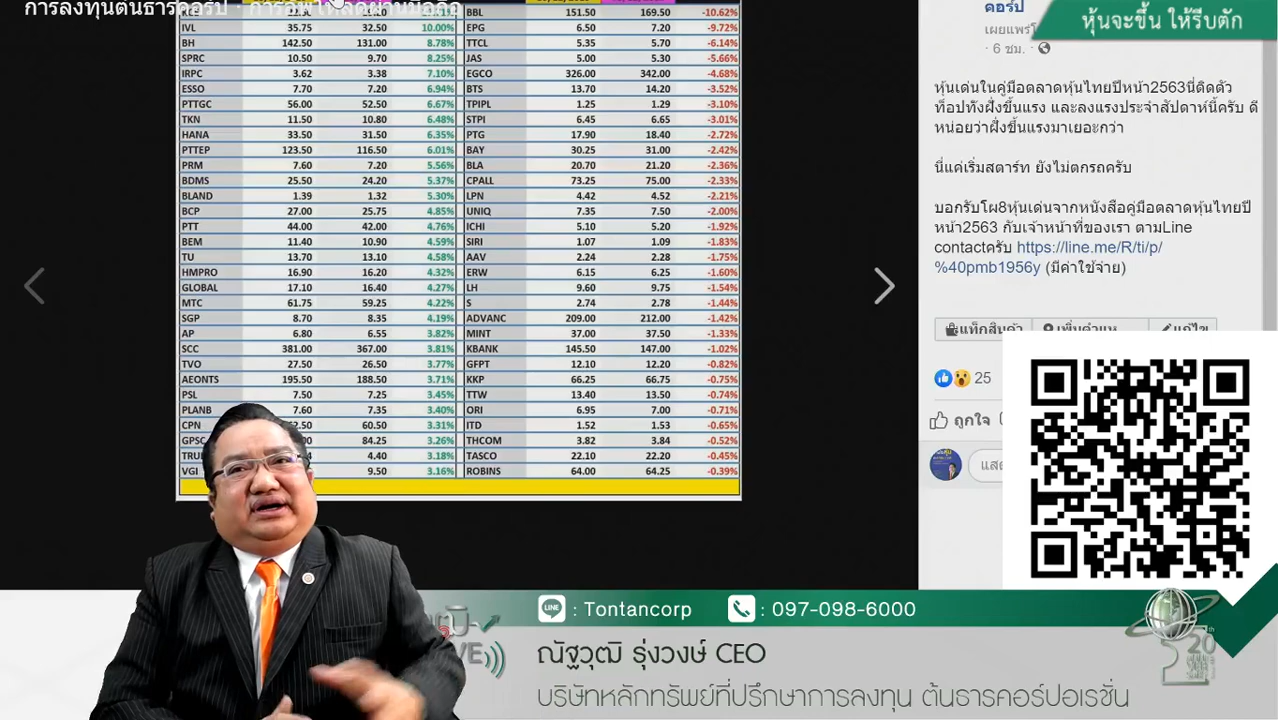 การลงทุนต้นธารคอร์ป · การอัพโหลดผ่านมือถือ
BBL 151.50 169.50 -10.62%
IVL 35.75 32.50 10.00% EPG 6.50 7.20 -9.72%
BH 142.50 131.00 8.78% TTCL 5.35 5.70 -6.14%
SPRC 10.50 9.70 8.25% JAS 5.00 5.30 -5.66%
IRPC 3.62 3.38 7.10% EGCO 326.00 342.00 -4.68%
ESSO 7.70 7.20 6.94% BTS 13.70 14.20 -3.52%
PTTGC 56.00 52.50 6.67% TPIPL 1.25 1.29 -3.10%
TKN 11.50 10.80 6.48% STPI 6.45 6.65 -3.01%
HANA 33.50 31.50 6.35% PTG 17.90 18.40 -2.72%
PTTEP 123.50 116.50 6.01% BAY 30.25 31.00 -2.42%
PRM 7.60 7.20 5.56% BLA 20.70 21.20 -2.36%
BDMS 25.50 24.20 5.37% CPALL 73.25 75.00 -2.33%
BLAND 1.39 1.32 5.30% LPN 4.42 4.52 -2.21%
BCP 27.00 25.75 4.85% UNIQ 7.35 7.50 -2.00%
PTT 44.00 42.00 4.76% ICHI 5.10 5.20 -1.92%
BEM 11.40 10.90 4.59% SIRI 1.07 1.09 -1.83%
TU 13.70 13.10 4.58% AAV 2.24 2.28 -1.75%
HMPRO 16.90 16.20 4.32% ERW 6.15 6.25 -1.60%
GLOBAL 17.10 16.40 4.27% LH 9.60 9.75 -1.54%
MTC 61.75 59.25 4.22% S 2.74 2.78 -1.44%
SGP 8.70 8.35 4.19% ADVANC 209.00 212.00 -1.42%
AP 6.80 6.55 3.82% MINT 37.00 37.50 -1.33%
SCC 381.00 367.00 3.81% KBANK 145.50 147.00 -1.02%
TVO 27.50 26.50 3.77% GFPT 12.10 12.20 -0.82%
AEONTS 195.50 188.50 3.71% KKP 66.25 66.75 -0.75%
PSL 7.50 7.25 3.45% TTW 13.40 13.50 -0.74%
PLANB 7.60 7.35 3.40% ORI 6.95 7.00 -0.71%
CPN 60.50 3.31% ITD 1.52 1.53 -0.65%
GPSC 84.25 3.26% THCOM 3.82 3.84 -0.52%
4.40 3.18% TASCO 22.10 22.20 -0.45%
VGI 9.50 3.16% ROBINS 64.00 64.25 -0.39%
หุ้นจะขึ้น ให้รีบตัก
คอร์ป
· 6 ชม. ·
หุ้นเด่นในคู่มือตลาดหุ้นไทยปีหน้า2563นี่ติดตัว
ท็อปทั้งฝั่งขึ้นแรง และลงแรงประจำสัปดาห์นี้ครับ ดี
หน่อยว่าฝั่งขึ้นแรงมาเยอะกว่า
นี่แค่เริ่มสตาร์ท ยังไม่ตกรถครับ
บอกรับโผ8หุ้นเด่นจากหนังสือคู่มือตลาดหุ้นไทยปี
หน้า2563 กับเจ้าหน้าที่ของเรา ตามLine
contactครับ https://line.me/R/ti/p/
%40pmb1956y (มีค่าใช้จ่าย)
แท็กสินค้า แก้ไข
25
ถูกใจ
: Tontancorp : 097-098-6000
ณัฐวุฒิ รุ่งวงษ์ CEO
บริษัทหลักทรัพย์ที่ปรึกษาการลงทุน ต้นธารคอร์ปอเรชั่น